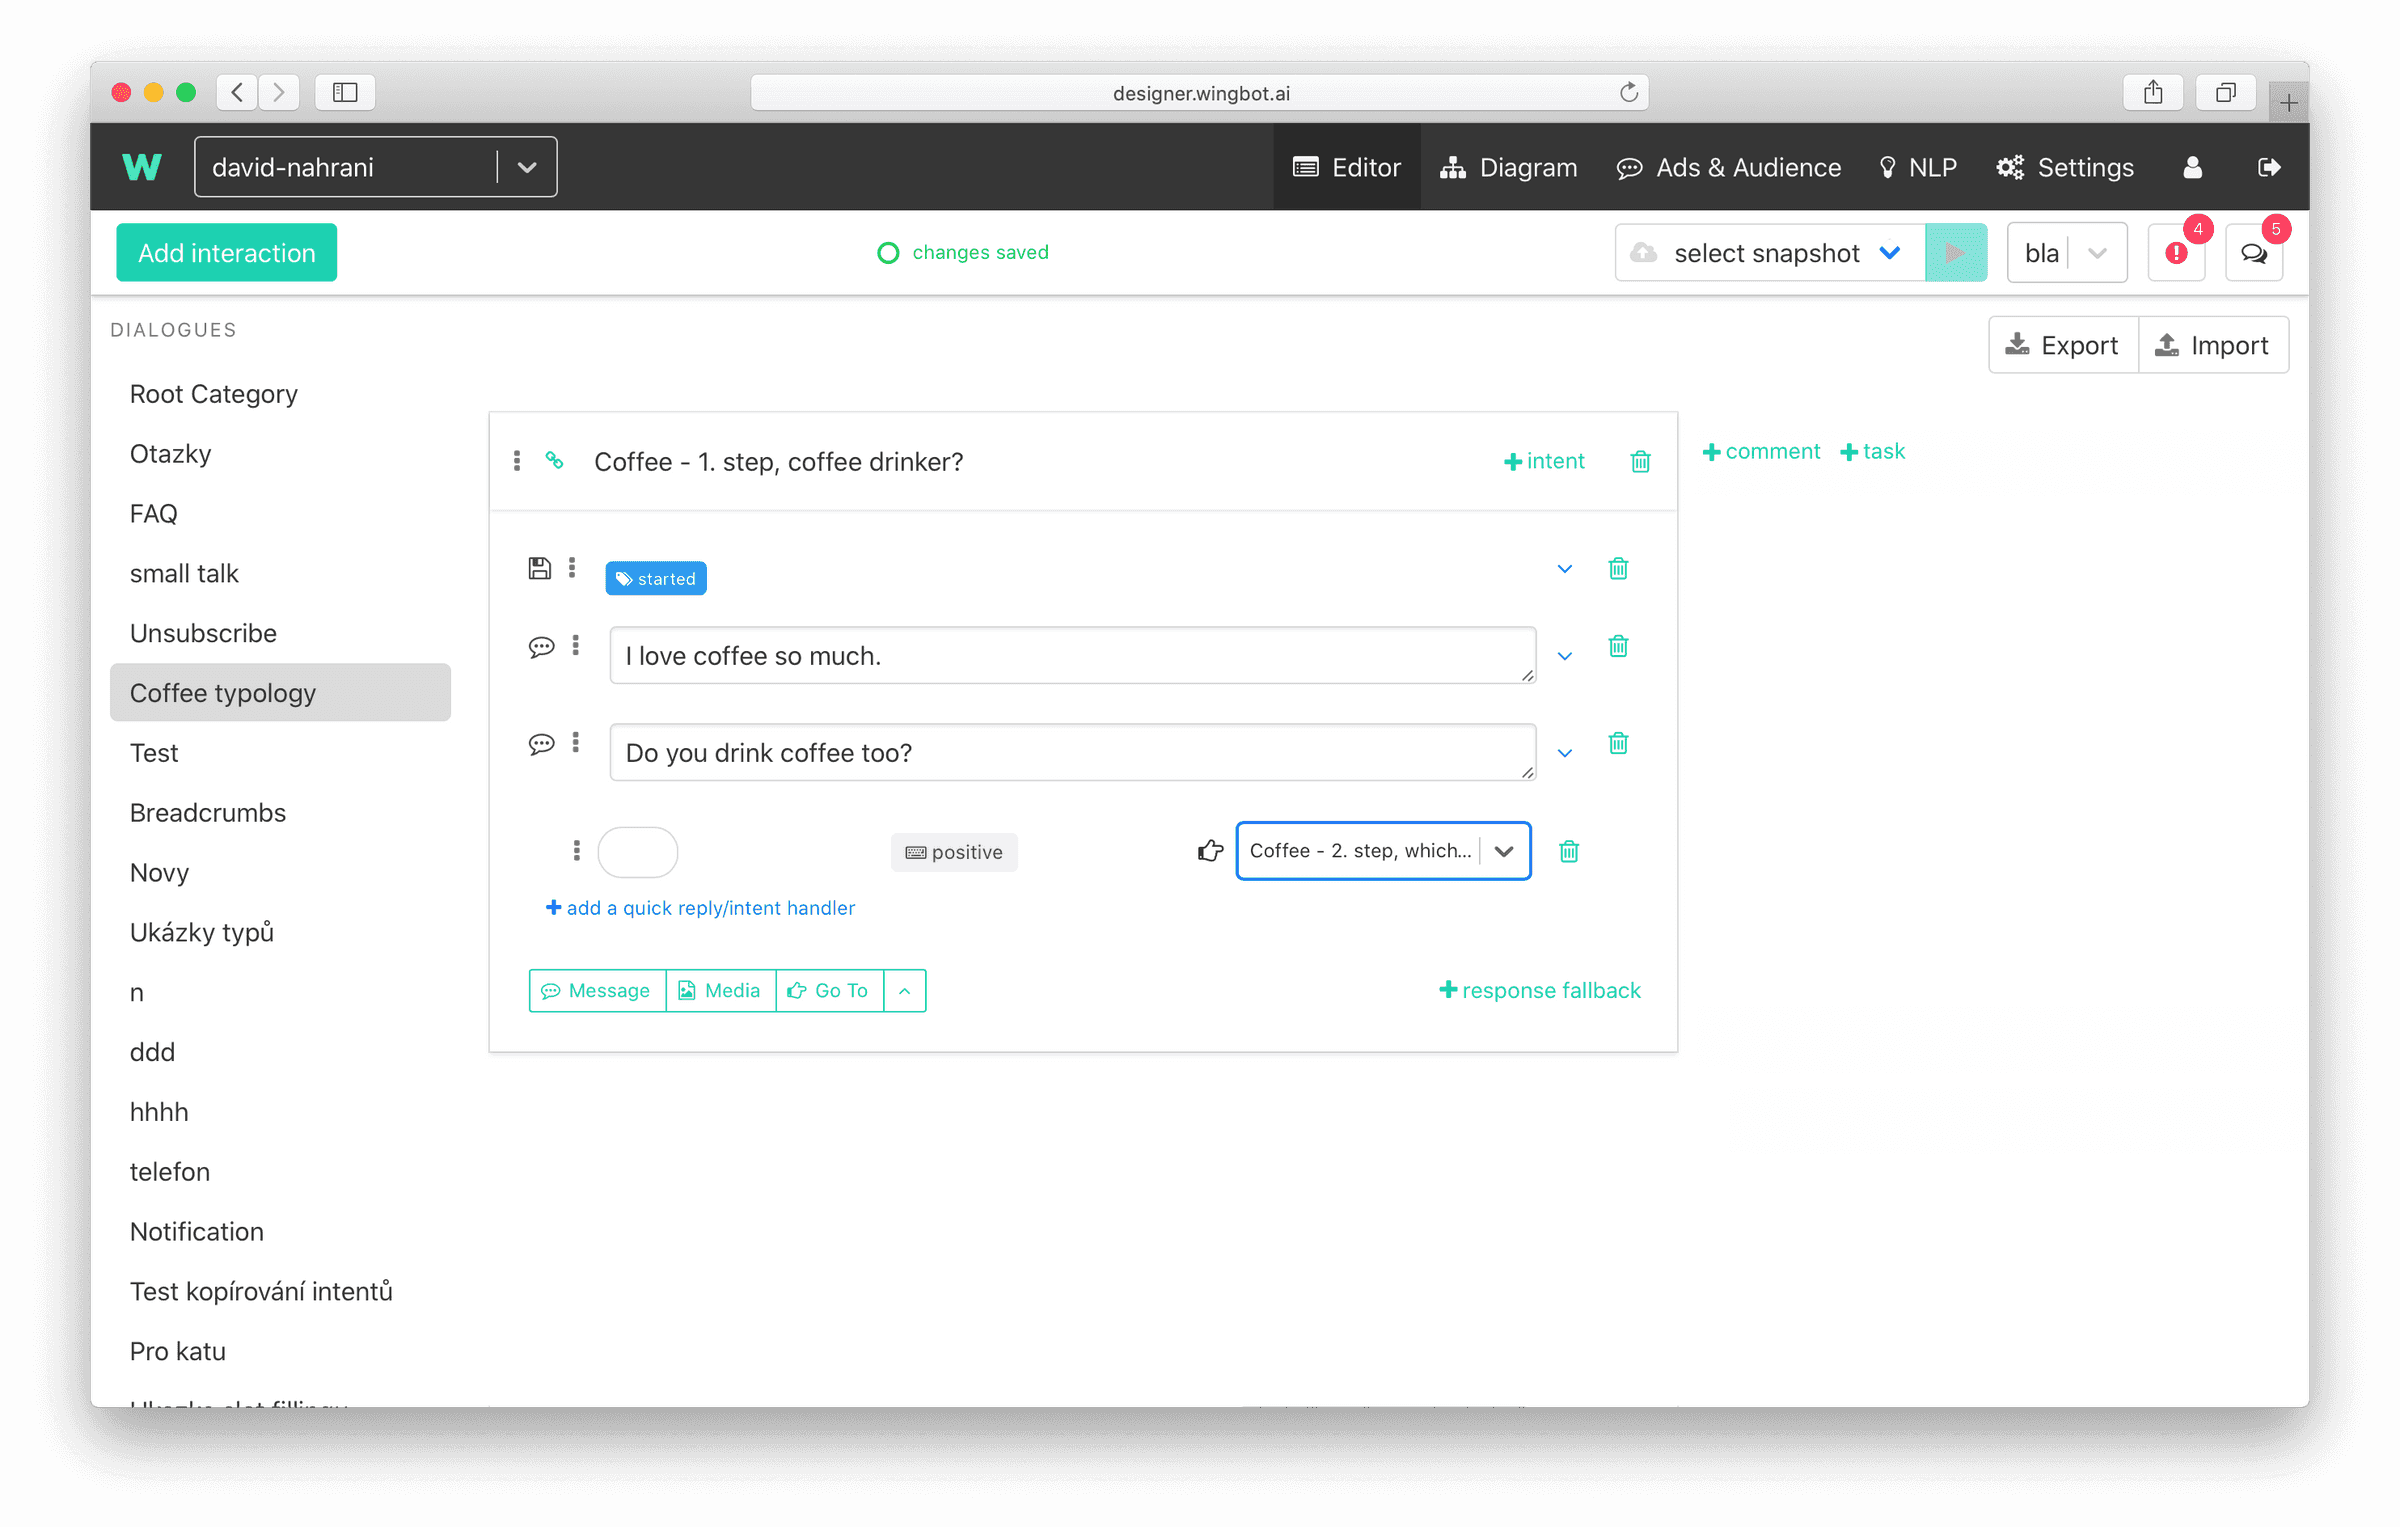 designer.wingbot.ai
W
david-nahrani
Editor
Diagram
Ads & Audience
NLP
Settings
Add interaction
changes saved
select snapshot
bla
4
5
DIALOGUES
Export
Import
Root Category
Otazky
FAQ
small talk
Unsubscribe
Coffee typology
Test
Breadcrumbs
Novy
Ukázky typů
n
ddd
hhhh
telefon
Notification
Test kopírování intentů
Pro katu
Coffee - 1. step, coffee drinker?
intent
comment
task
started
I love coffee so much.
Do you drink coffee too?
positive
Coffee - 2. step, which...
add a quick reply/intent handler
Message
Media
Go To
response fallback